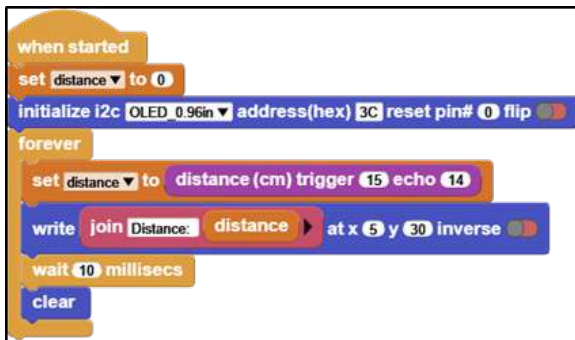 when started
set distance to 0
initialize i2c OLED_0.96in address(hex) 3C reset pin# 0 flip
forever
set distance to distance (cm) trigger 15 echo 14
write join Distance: distance at x 5 y 30 inverse
wait 10 millisecs
clear